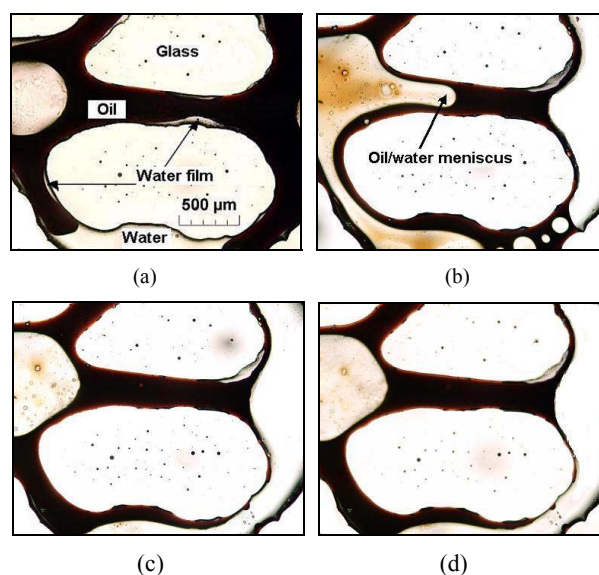 Glass
Oil
Water film
500 µm
Water
(a)
Oil/water meniscus
(b)
(c)
(d)